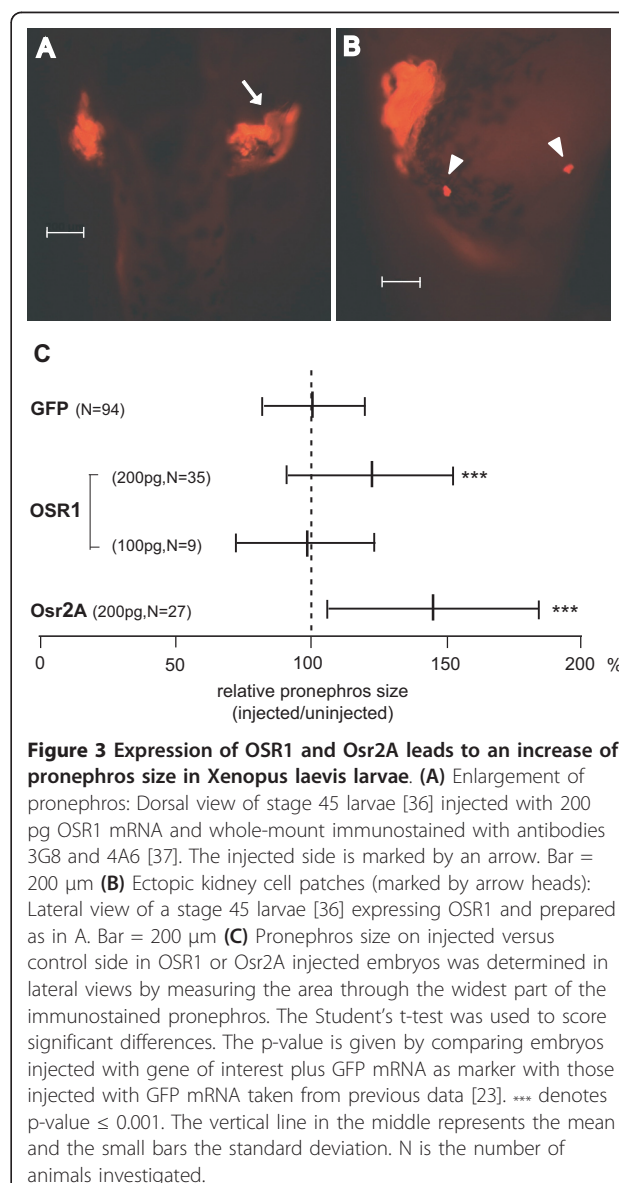 A
B
C
GFP (N=94)
(200pg,N=35)
***
OSR1
(100pg,N=9)
Osr2A (200pg,N=27)
***
0 50 100 150 200 %
relative pronephros size
(injected/uninjected)
Figure 3 Expression of OSR1 and Osr2A leads to an increase of
pronephros size in Xenopus laevis larvae. (A) Enlargement of
pronephros: Dorsal view of stage 45 larvae [36] injected with 200
pg OSR1 mRNA and whole-mount immunostained with antibodies
3G8 and 4A6 [37]. The injected side is marked by an arrow. Bar =
200 μm (B) Ectopic kidney cell patches (marked by arrow heads):
Lateral view of a stage 45 larvae [36] expressing OSR1 and prepared
as in A. Bar = 200 μm (C) Pronephros size on injected versus
control side in OSR1 or Osr2A injected embryos was determined in
lateral views by measuring the area through the widest part of the
immunostained pronephros. The Student's t-test was used to score
significant differences. The p-value is given by comparing embryos
injected with gene of interest plus GFP mRNA as marker with those
injected with GFP mRNA taken from previous data [23]. *** denotes
p-value ≤ 0.001. The vertical line in the middle represents the mean
and the small bars the standard deviation. N is the number of
animals investigated.